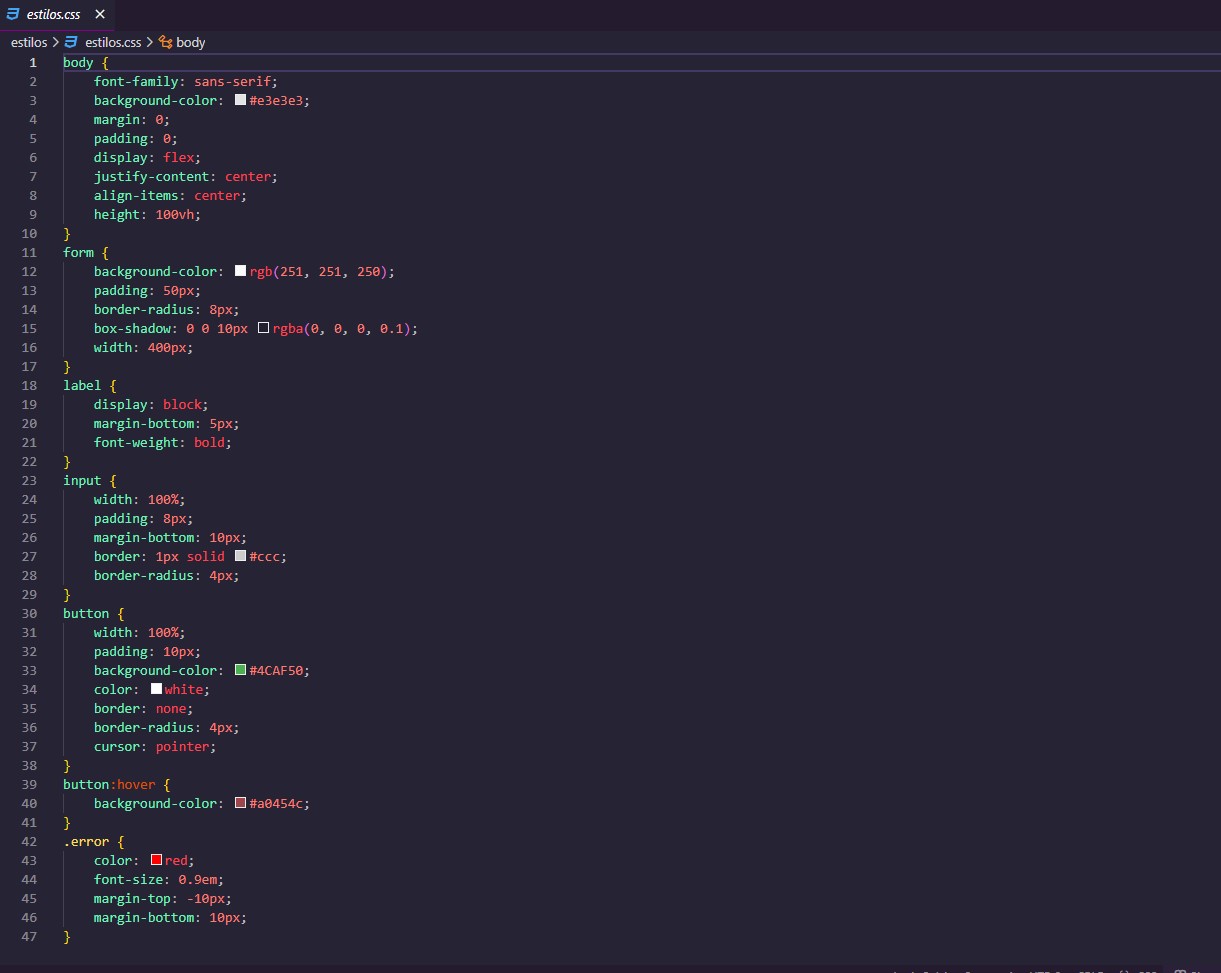 estilos.css
estilos > estilos.css > body
1 body {
2     font-family: sans-serif;
3     background-color: #e3e3e3;
4     margin: 0;
5     padding: 0;
6     display: flex;
7     justify-content: center;
8     align-items: center;
9     height: 100vh;
10 }
11 form {
12     background-color: rgb(251, 251, 250);
13     padding: 50px;
14     border-radius: 8px;
15     box-shadow: 0 0 10px rgba(0, 0, 0, 0.1);
16     width: 400px;
17 }
18 label {
19     display: block;
20     margin-bottom: 5px;
21     font-weight: bold;
22 }
23 input {
24     width: 100%;
25     padding: 8px;
26     margin-bottom: 10px;
27     border: 1px solid #ccc;
28     border-radius: 4px;
29 }
30 button {
31     width: 100%;
32     padding: 10px;
33     background-color: #4CAF50;
34     color: white;
35     border: none;
36     border-radius: 4px;
37     cursor: pointer;
38 }
39 button:hover {
40     background-color: #a0454c;
41 }
42 .error {
43     color: red;
44     font-size: 0.9em;
45     margin-top: -10px;
46     margin-bottom: 10px;
47 }